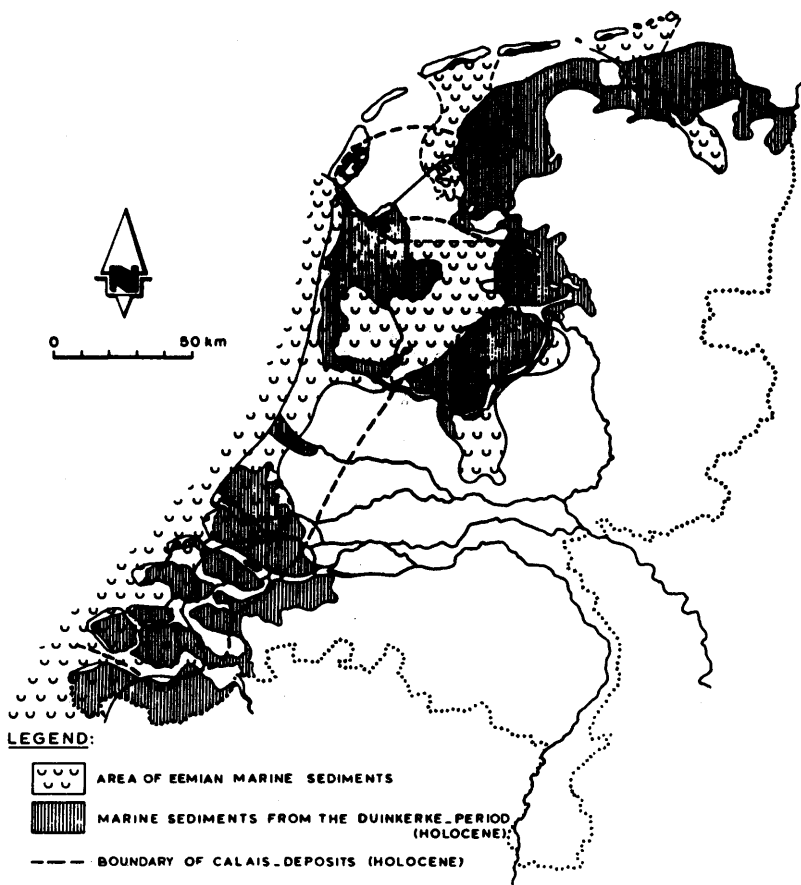 N
0 50 km
LEGEND:
AREA OF EEMIAN MARINE SEDIMENTS
MARINE SEDIMENTS FROM THE DUINKERKE_PERIOD
(HOLOCENE)
BOUNDARY OF CALAIS_DEPOSITS (HOLOCENE)